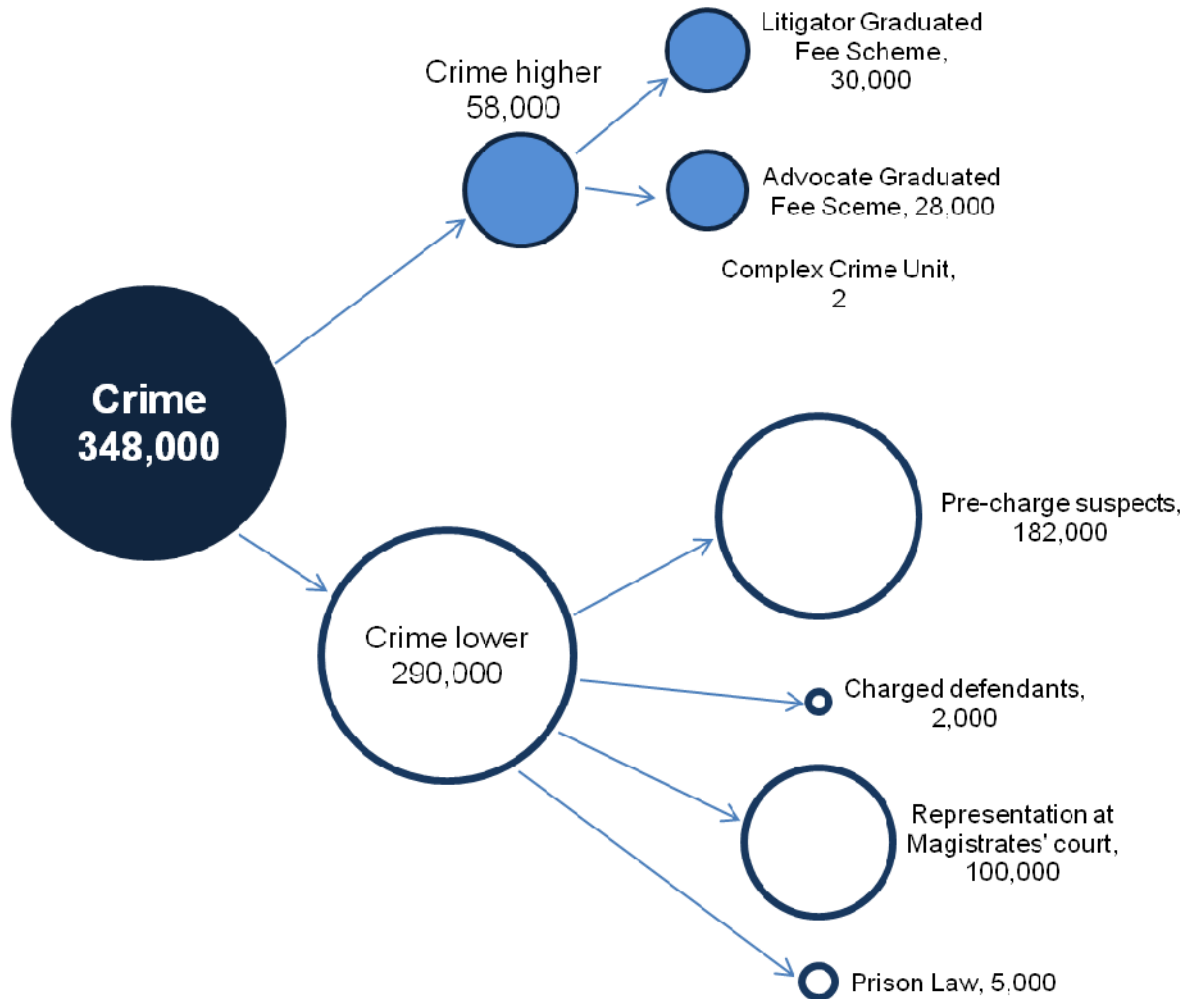 Litigator Graduated
Fee Scheme,
30,000
Crime higher
58,000
Advocate Graduated
Fee Sceme, 28,000
Complex Crime Unit,
2
Crime
348,000
Pre-charge suspects,
182,000
Crime lower
290,000
Charged defendants,
2,000
Representation at
Magistrates' court,
100,000
Prison Law, 5,000